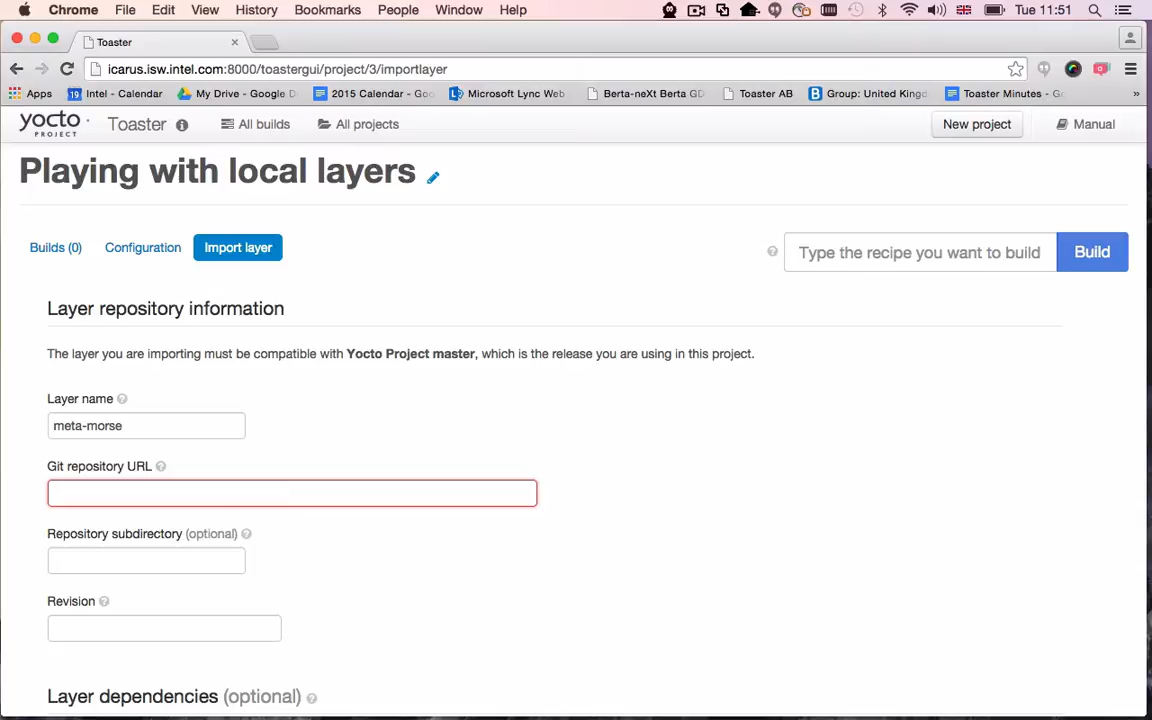 Chrome File Edit View History Bookmarks People Window Help Tue 11:51
Toaster
icarus.isw.intel.com:8000/toastergui/project/3/importlayer
Apps 19 Intel - Calendar My Drive - Google D 2015 Calendar - Goo Microsoft Lync Web Berta-neXt Berta GD Toaster AB B Group: United Kingd Toaster Minutes - G »
yocto PROJECT Toaster All builds All projects New project Manual
Playing with local layers
Builds (0) Configuration Import layer Type the recipe you want to build Build
Layer repository information
The layer you are importing must be compatible with Yocto Project master, which is the release you are using in this project.
Layer name
meta-morse
Git repository URL
Repository subdirectory (optional)
Revision
Layer dependencies (optional)